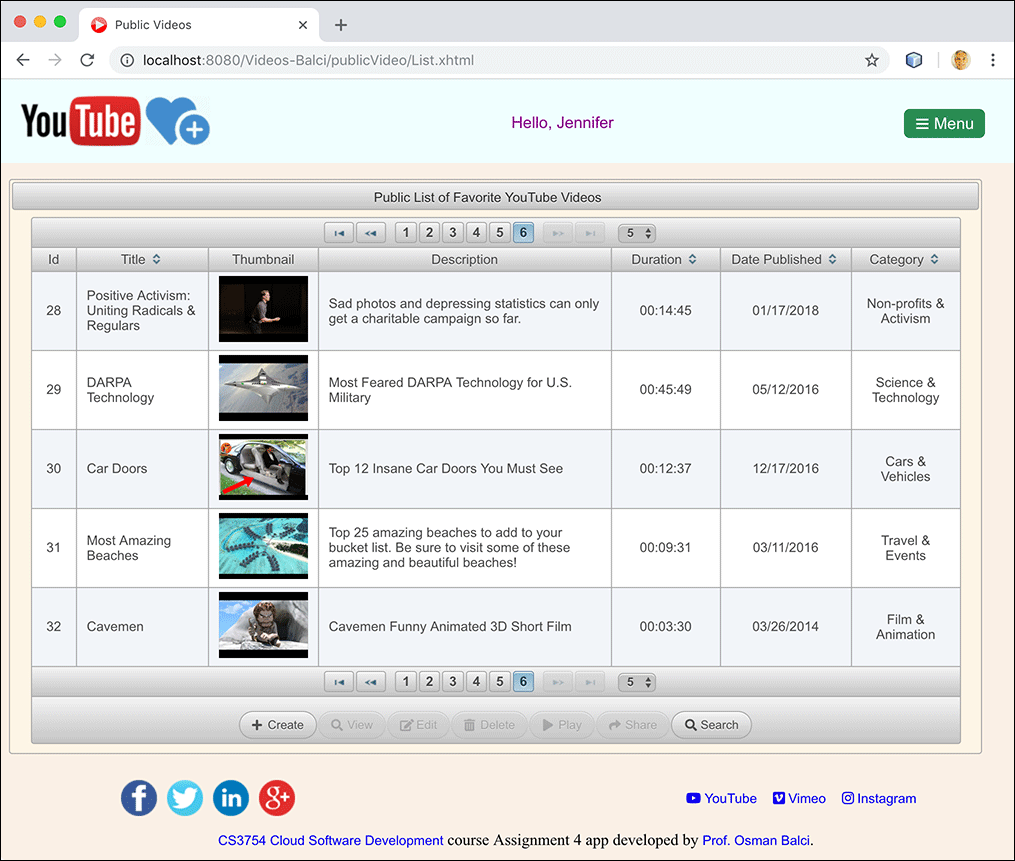 Public Videos
localhost:8080/Videos-Balci/publicVideo/List.xhtml
YouTube
Hello, Jennifer
Menu
Public List of Favorite YouTube Videos
1 2 3 4 5 6 5
Id Title Thumbnail Description Duration Date Published Category
28 Positive Activism: Uniting Radicals & Regulars Sad photos and depressing statistics can only get a charitable campaign so far. 00:14:45 01/17/2018 Non-profits & Activism
29 DARPA Technology Most Feared DARPA Technology for U.S. Military 00:45:49 05/12/2016 Science & Technology
30 Car Doors Top 12 Insane Car Doors You Must See 00:12:37 12/17/2016 Cars & Vehicles
31 Most Amazing Beaches Top 25 amazing beaches to add to your bucket list. Be sure to visit some of these amazing and beautiful beaches! 00:09:31 03/11/2016 Travel & Events
32 Cavemen Cavemen Funny Animated 3D Short Film 00:03:30 03/26/2014 Film & Animation
1 2 3 4 5 6 5
Create View Edit Delete Play Share Search
YouTube Vimeo Instagram
CS3754 Cloud Software Development course Assignment 4 app developed by Prof. Osman Balci.